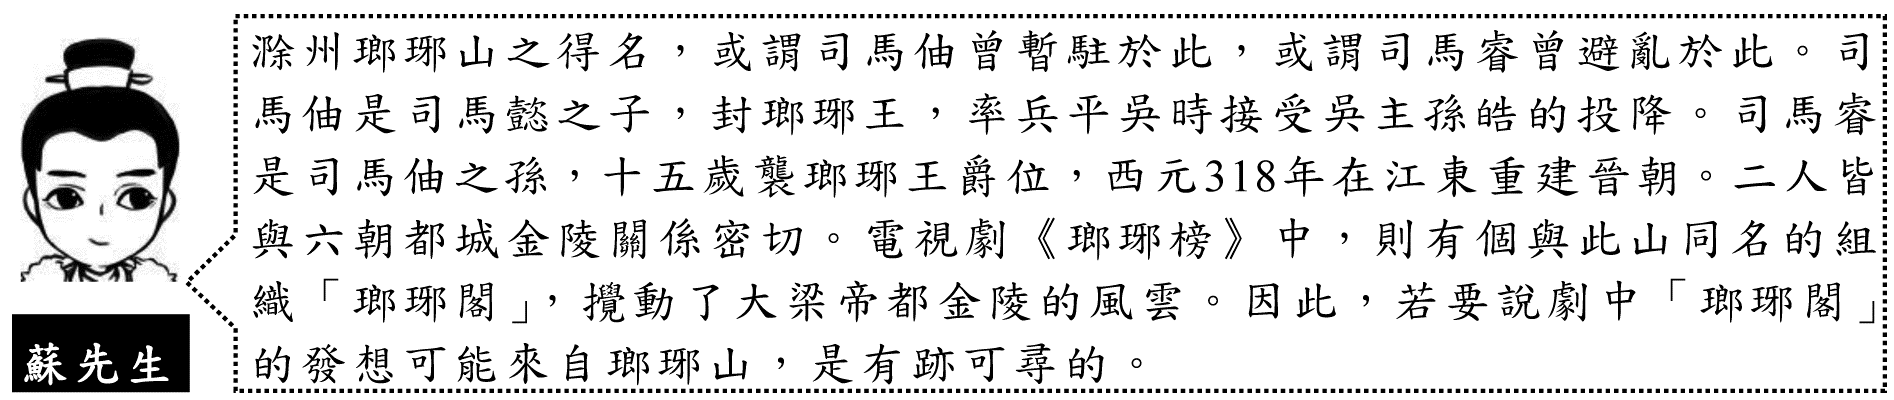 滁州瑯琊山之得名，或謂司馬伷曾暫駐於此，或謂司馬睿曾避亂於此。司
馬伷是司馬懿之子，封瑯琊王，率兵平吳時接受吳主孫皓的投降。司馬睿
是司馬伷之孫，十五歲襲瑯琊王爵位，西元318年在江東重建晉朝。二人皆
與六朝都城金陵關係密切。電視劇《瑯琊榜》中，則有個與此山同名的組
織「瑯琊閣」，攪動了大梁帝都金陵的風雲。因此，若要說劇中「瑯琊閣」
的發想可能來自瑯琊山，是有跡可尋的。
蘇先生